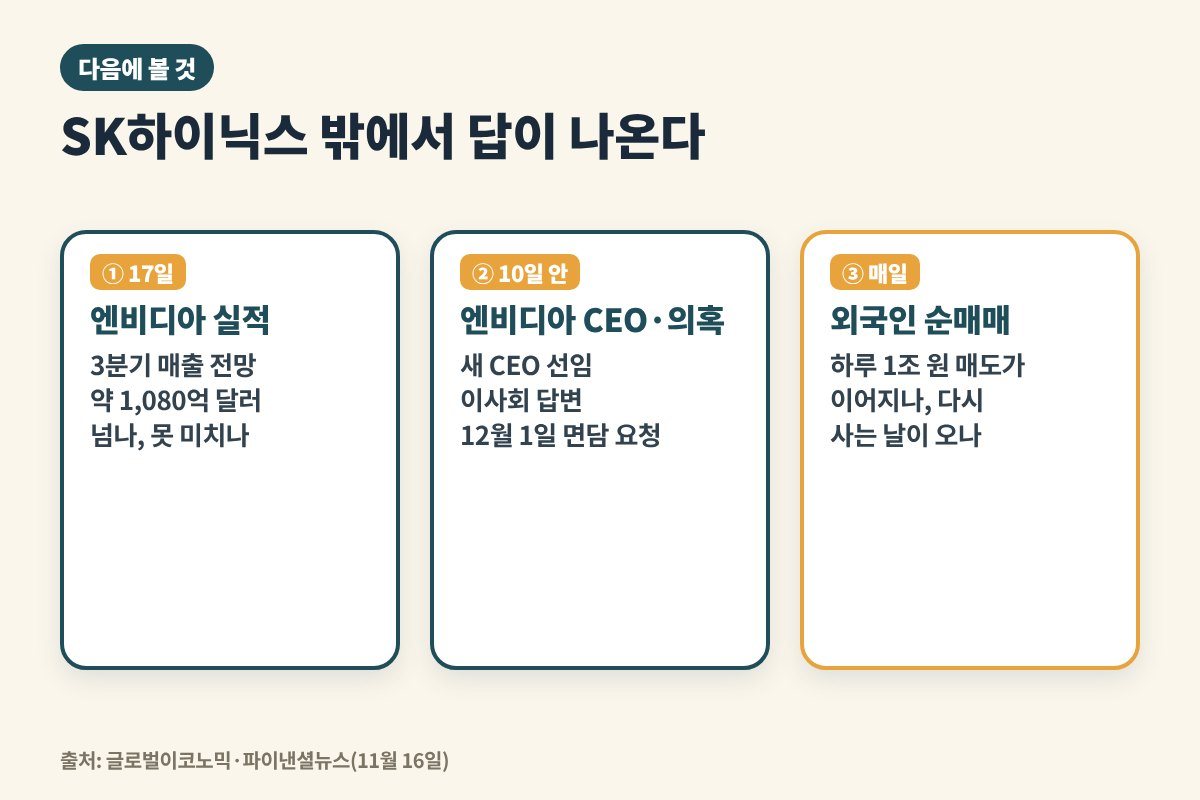 다음에 볼 것
SK하이닉스 밖에서 답이 나온다
① 17일
엔비디아 실적
3분기 매출 전망
약 1,080억 달러
넘나, 못 미치나
② 10일 안
엔비디아 CEO·의혹
새 CEO 선임
이사회 답변
12월 1일 면담 요청
③ 매일
외국인 순매매
하루 1조 원 매도가
이어지나, 다시
사는 날이 오나
출처: 글로벌이코노믹·파이낸셜뉴스(11월 16일)